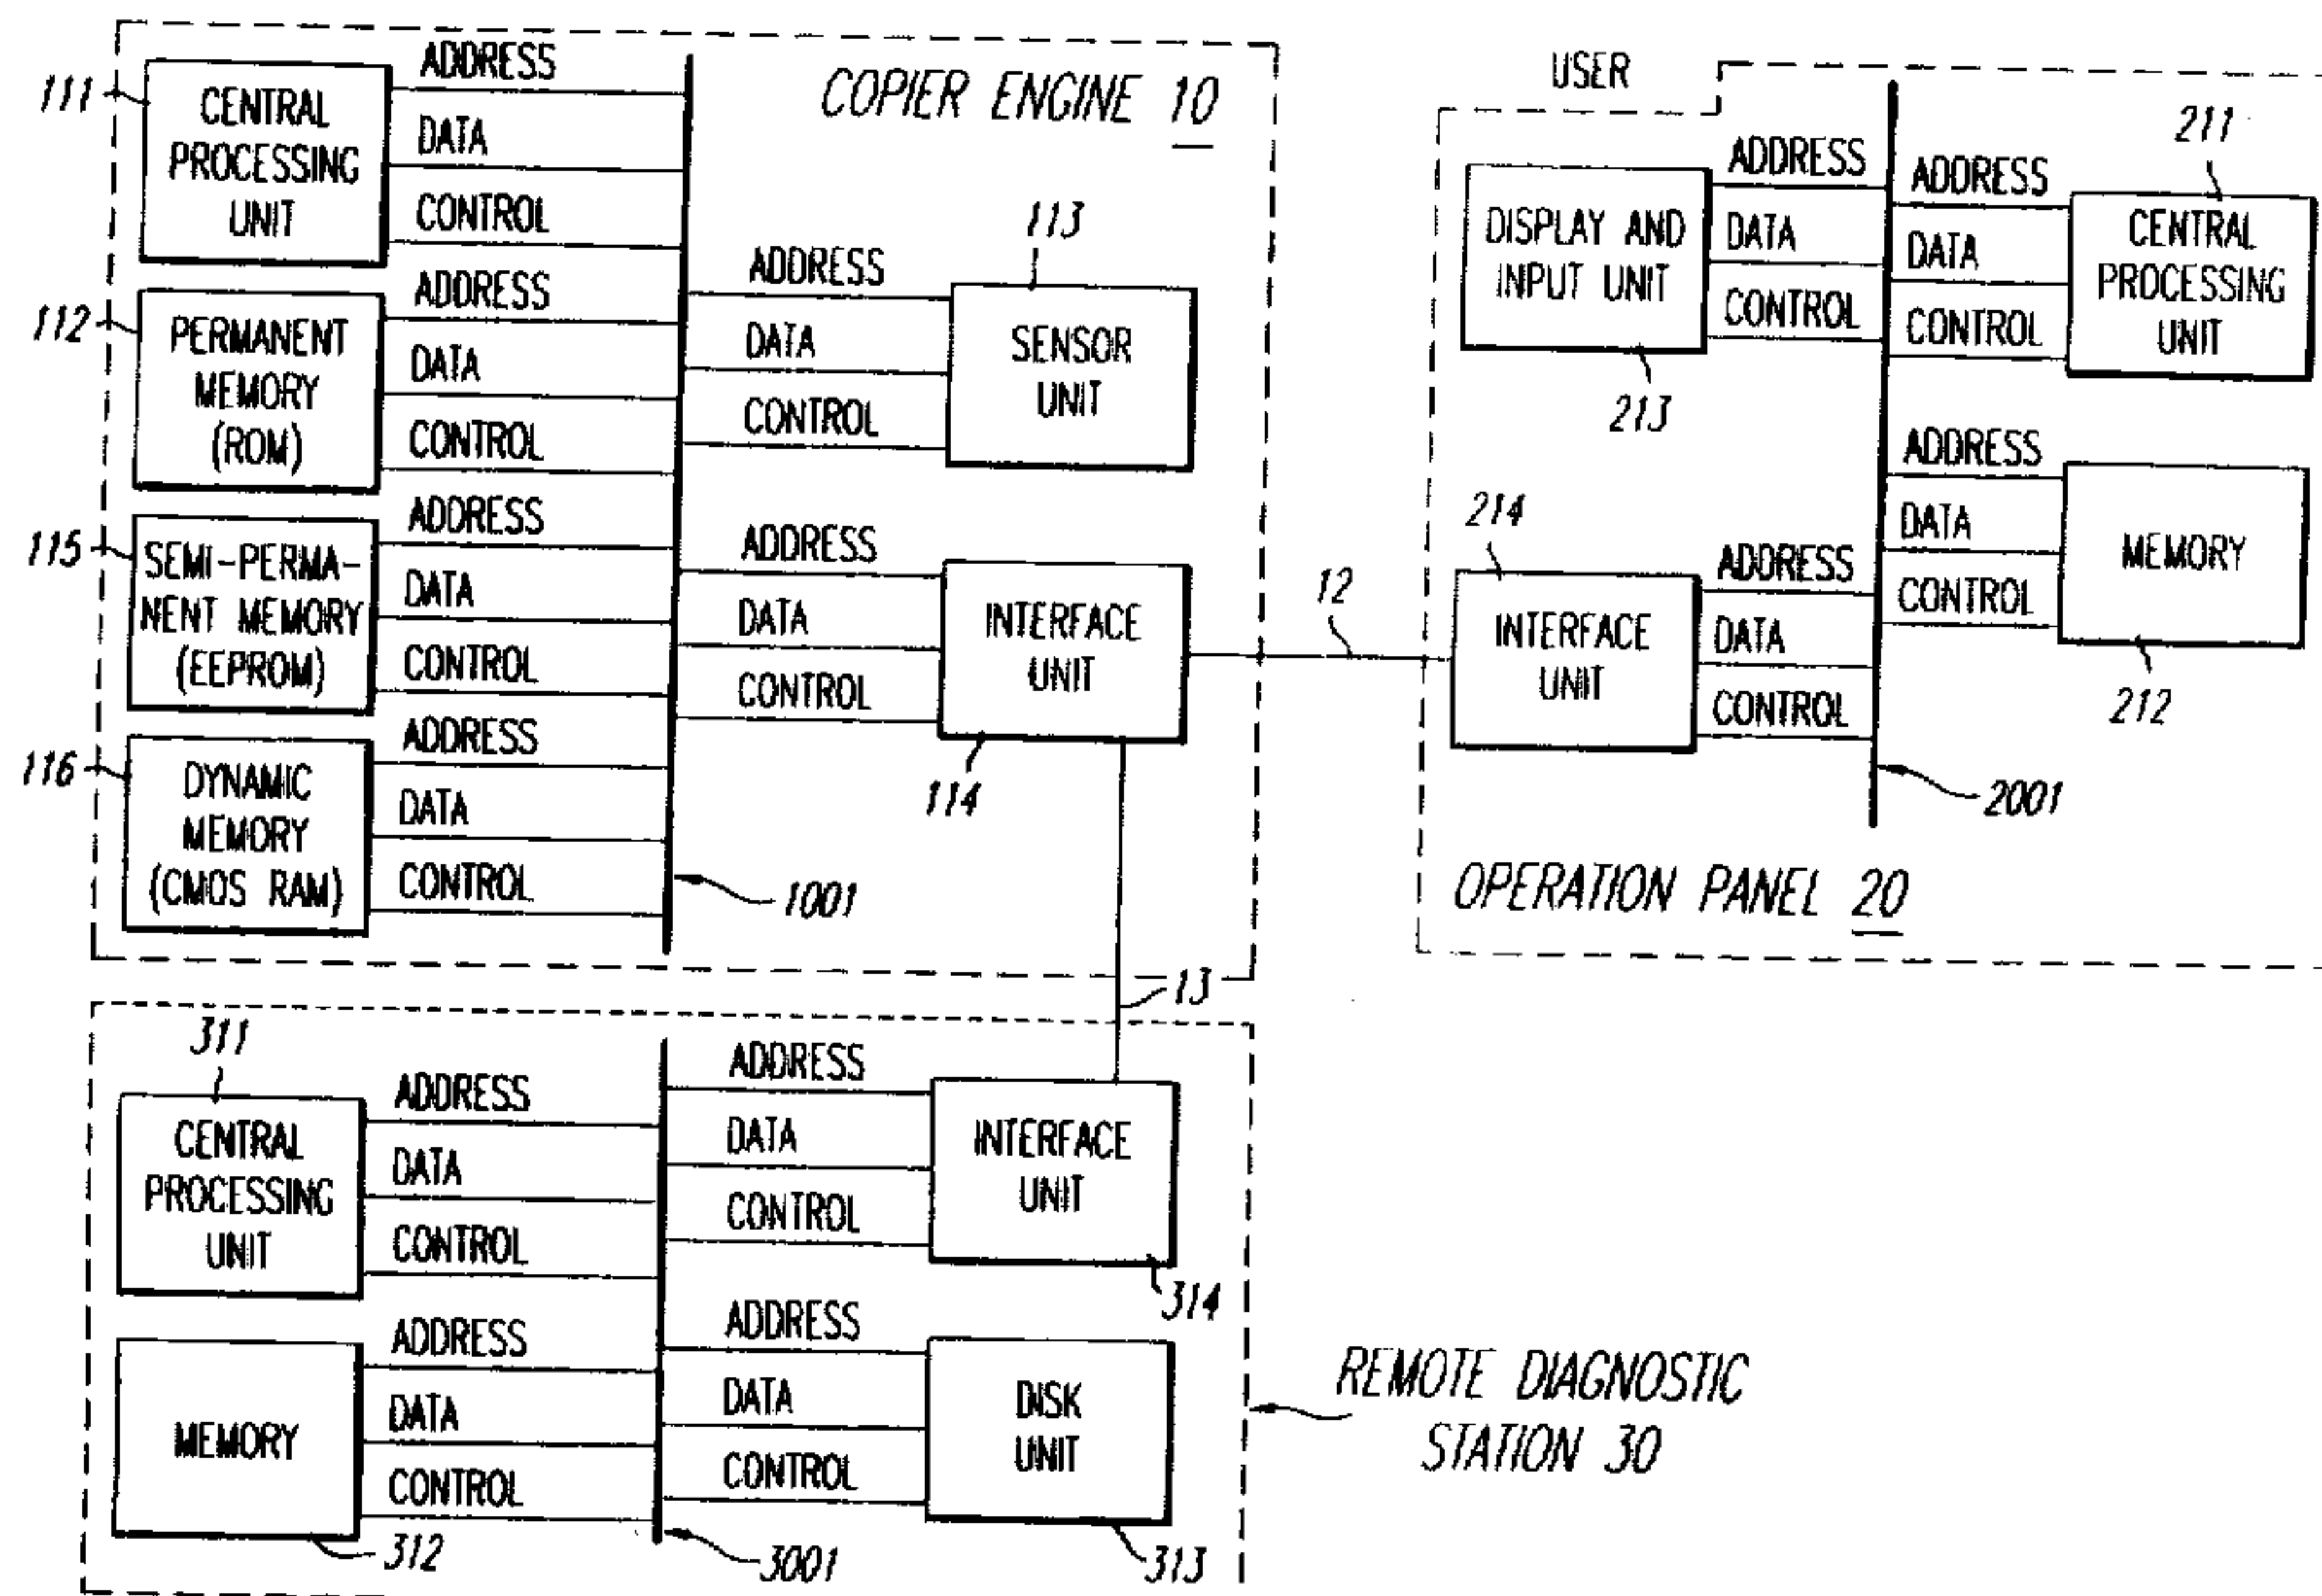 COPIER ENGINE 10
111
CENTRAL
PROCESSING
UNIT
ADDRESS
DATA
CONTROL
112
PERMANENT
MEMORY
(ROM)
ADDRESS
DATA
CONTROL
115
SEMI-PERMA-
NENT MEMORY
(EEPROM)
ADDRESS
DATA
CONTROL
116
DYNAMIC
MEMORY
(CMOS RAM)
ADDRESS
DATA
CONTROL
1001
113
ADDRESS
DATA
CONTROL
SENSOR
UNIT
ADDRESS
DATA
CONTROL
INTERFACE
UNIT
114
12
13
USER
DISPLAY AND
INPUT UNIT
213
ADDRESS
DATA
CONTROL
211
ADDRESS
DATA
CONTROL
CENTRAL
PROCESSING
UNIT
214
INTERFACE
UNIT
ADDRESS
DATA
CONTROL
ADDRESS
DATA
CONTROL
MEMORY
212
2001
OPERATION PANEL 20
311
CENTRAL
PROCESSING
UNIT
ADDRESS
DATA
CONTROL
ADDRESS
DATA
CONTROL
INTERFACE
UNIT
314
MEMORY
312
ADDRESS
DATA
CONTROL
3001
ADDRESS
DATA
CONTROL
DISK
UNIT
313
REMOTE DIAGNOSTIC
STATION 30